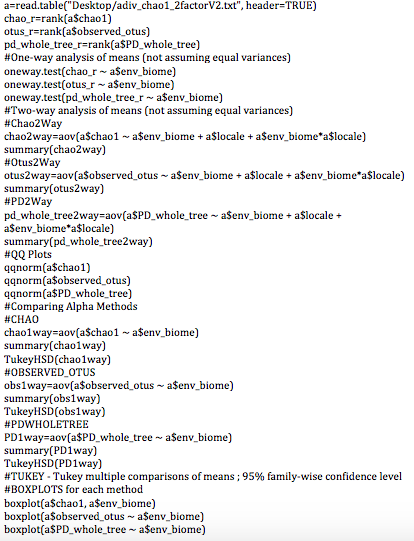 a=read.table("Desktop/adiv_chao1_2factorV2.txt", header=TRUE)
chao_r=rank(a$chao1)
otus_r=rank(a$observed_otus)
pd_whole_tree_r=rank(a$PD_whole_tree)
#One-way analysis of means (not assuming equal variances)
oneway.test(chao_r ~ a$env_biome)
oneway.test(otus_r ~ a$env_biome)
oneway.test(pd_whole_tree_r ~ a$env_biome)
#Two-way analysis of means (not assuming equal variances)
#Chao2Way
chao2way=aov(a$chao1 ~ a$env_biome + a$locale + a$env_biome*a$locale)
summary(chao2way)
#Otus2Way
otus2way=aov(a$observed_otus ~ a$env_biome + a$locale + a$env_biome*a$locale)
summary(otus2way)
#PD2Way
pd_whole_tree2way=aov(a$PD_whole_tree ~ a$env_biome + a$locale +
a$env_biome*a$locale)
summary(pd_whole_tree2way)
#QQ Plots
qqnorm(a$chao1)
qqnorm(a$observed_otus)
qqnorm(a$PD_whole_tree)
#Comparing Alpha Methods
#CHAO
chao1way=aov(a$chao1 ~ a$env_biome)
summary(chao1way)
TukeyHSD(chao1way)
#OBSERVED_OTUS
obs1way=aov(a$observed_otus ~ a$env_biome)
summary(obs1way)
TukeyHSD(obs1way)
#PDWHOLETREE
PD1way=aov(a$PD_whole_tree ~ a$env_biome)
summary(PD1way)
TukeyHSD(PD1way)
#TUKEY - Tukey multiple comparisons of means ; 95% family-wise confidence level
#BOXPLOTS for each method
boxplot(a$chao1, a$env_biome)
boxplot(a$observed_otus ~ a$env_biome)
boxplot(a$PD_whole_tree ~ a$env_biome)